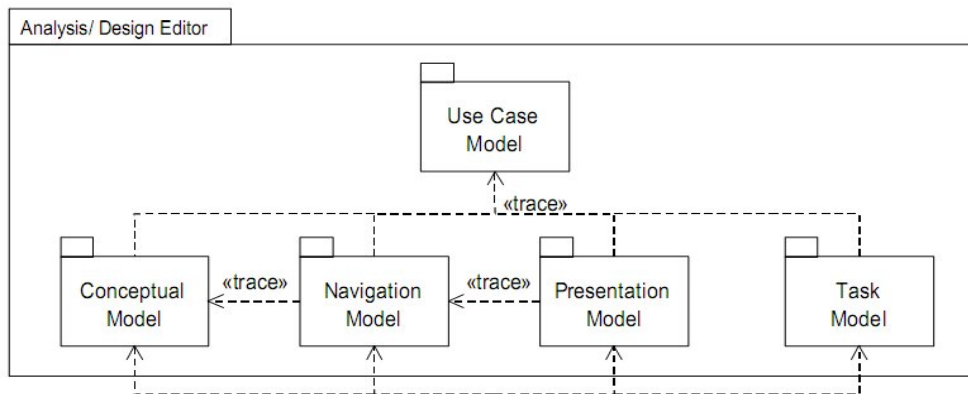 Analysis/ Design Editor
Use Case
Model
«trace»
«trace»
«trace»
Conceptual
Model
Navigation
Model
Presentation
Model
Task
Model